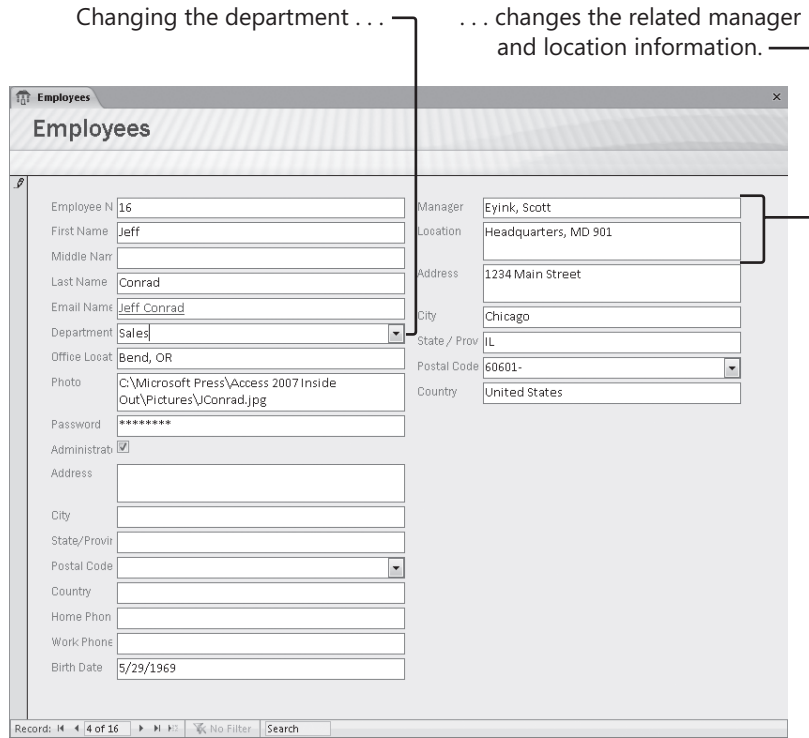 Changing the department . . .
. . . changes the related manager
and location information.
Employees
Employees
Employee N 16
First Name Jeff
Middle Nam
Last Name Conrad
Email Name Jeff Conrad
Department Sales
Office Locat Bend, OR
Photo C:\Microsoft Press\Access 2007 Inside
Out\Pictures\JConrad.jpg
Password ********
Administrati
Address
City
State/Provir
Postal Code
Country
Home Phon
Work Phone
Birth Date 5/29/1969
Manager Eyink, Scott
Location Headquarters, MD 901
Address 1234 Main Street
City Chicago
State / Prov IL
Postal Code 60601-
Country United States
Record: 4 of 16 No Filter Search